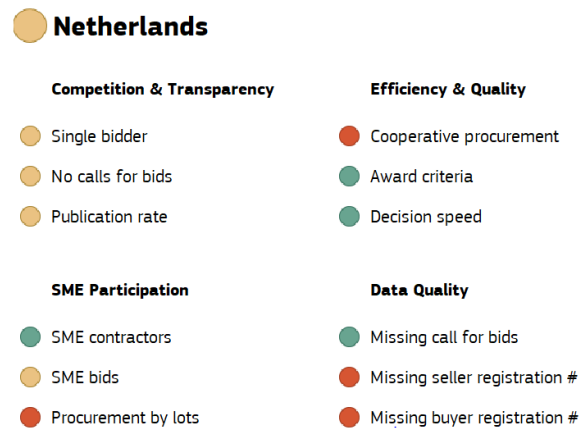 Netherlands
Competition & Transparency
Single bidder
No calls for bids
Publication rate
Efficiency & Quality
Cooperative procurement
Award criteria
Decision speed
SME Participation
SME contractors
SME bids
Procurement by lots
Data Quality
Missing call for bids
Missing seller registration #
Missing buyer registration #